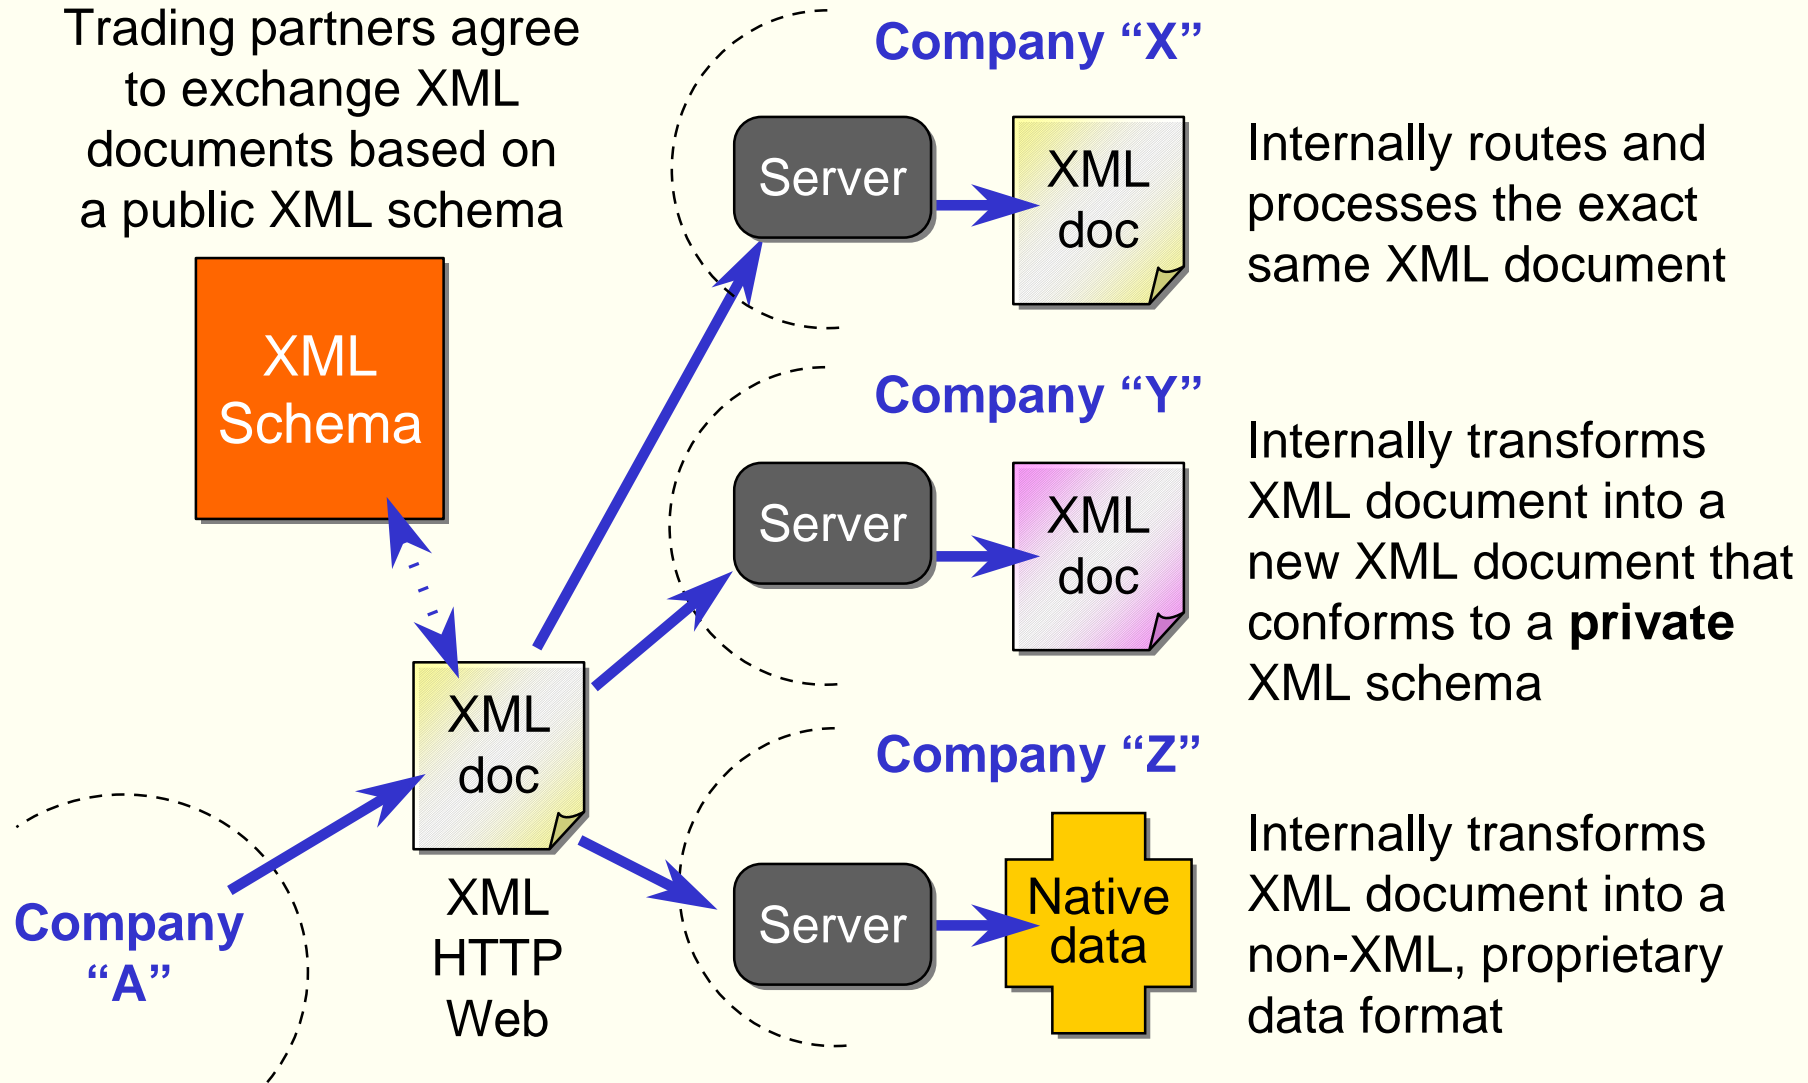 Trading partners agree
to exchange XML
documents based on
a public XML schema
XML
Schema
Company “A”
XML
doc
XML
HTTP
Web
Company “X”
Server
XML
doc
Internally routes and
processes the exact
same XML document
Company “Y”
Server
XML
doc
Internally transforms
XML document into a
new XML document that
conforms to a private
XML schema
Company “Z”
Server
Native
data
Internally transforms
XML document into a
non-XML, proprietary
data format